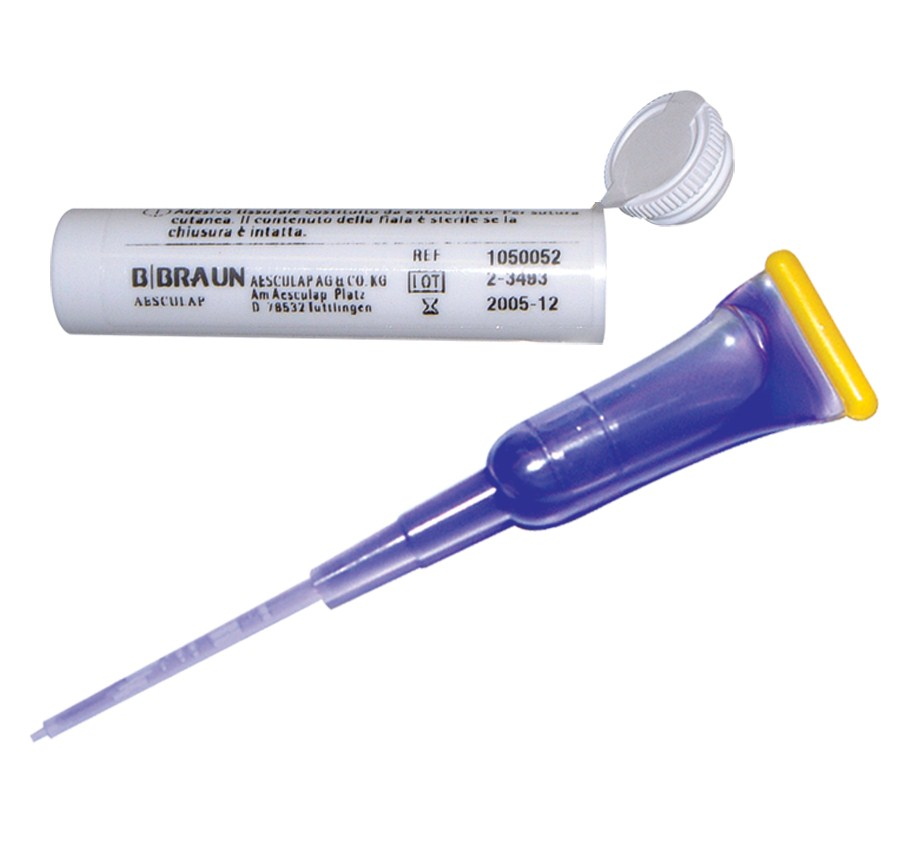 Adesivo tissutale costituito da enbucrilato. Per sutura
cutanea. Il contenuto della fiala è sterile se la
chiusura è intatta.
REF 1050052
B|BRAUN AESCULAP AG & CO. KG LOT 2-3493
AESCULAP Am Aesculap Platz 2005-12
D 78532 Tuttlingen